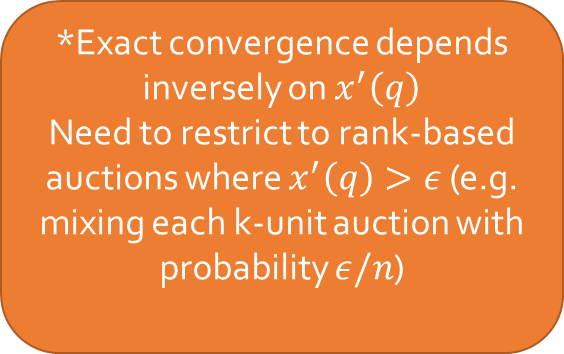 *Exact convergence depends
inversely on 𝑥′(𝑞)
Need to restrict to rank-based
auctions where 𝑥′(𝑞) > 𝜖 (e.g.
mixing each k-unit auction with
probability 𝜖/𝑛)